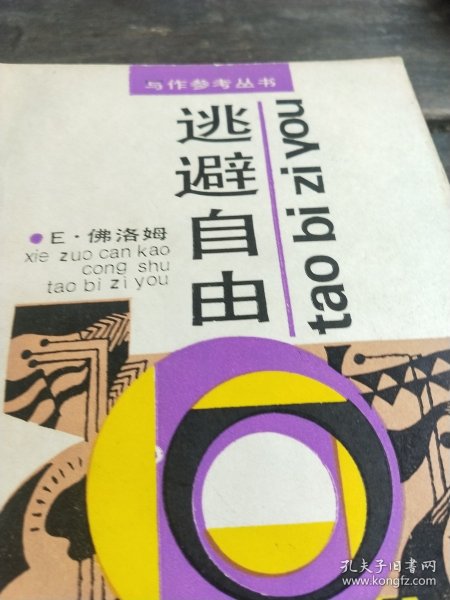 与作参考丛书
逃避自由
tao bi zi you
E·佛洛姆
xie zuo can kao
cong shu
tao bi zi you
孔夫子旧书网
www.kongfz.com